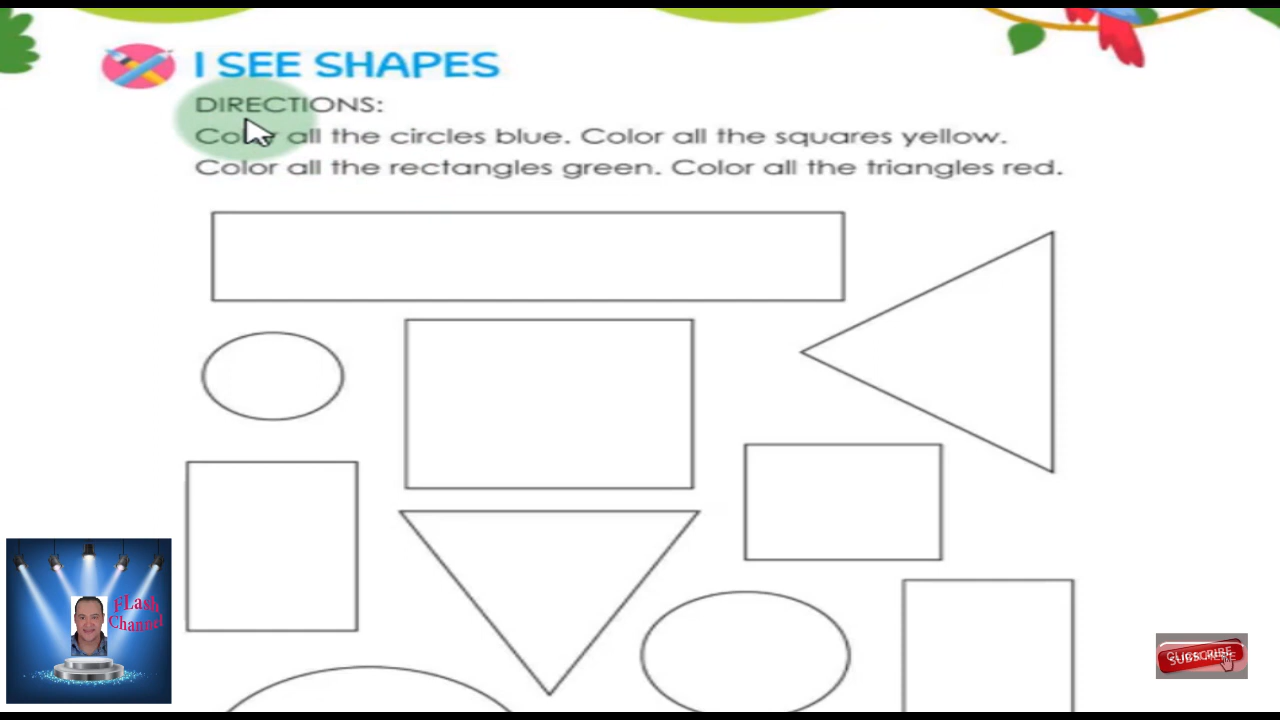 I SEE SHAPES
DIRECTIONS:
Color all the circles blue. Color all the squares yellow.
Color all the rectangles green. Color all the triangles red.
FLash
Channel
SUBSCRIBE